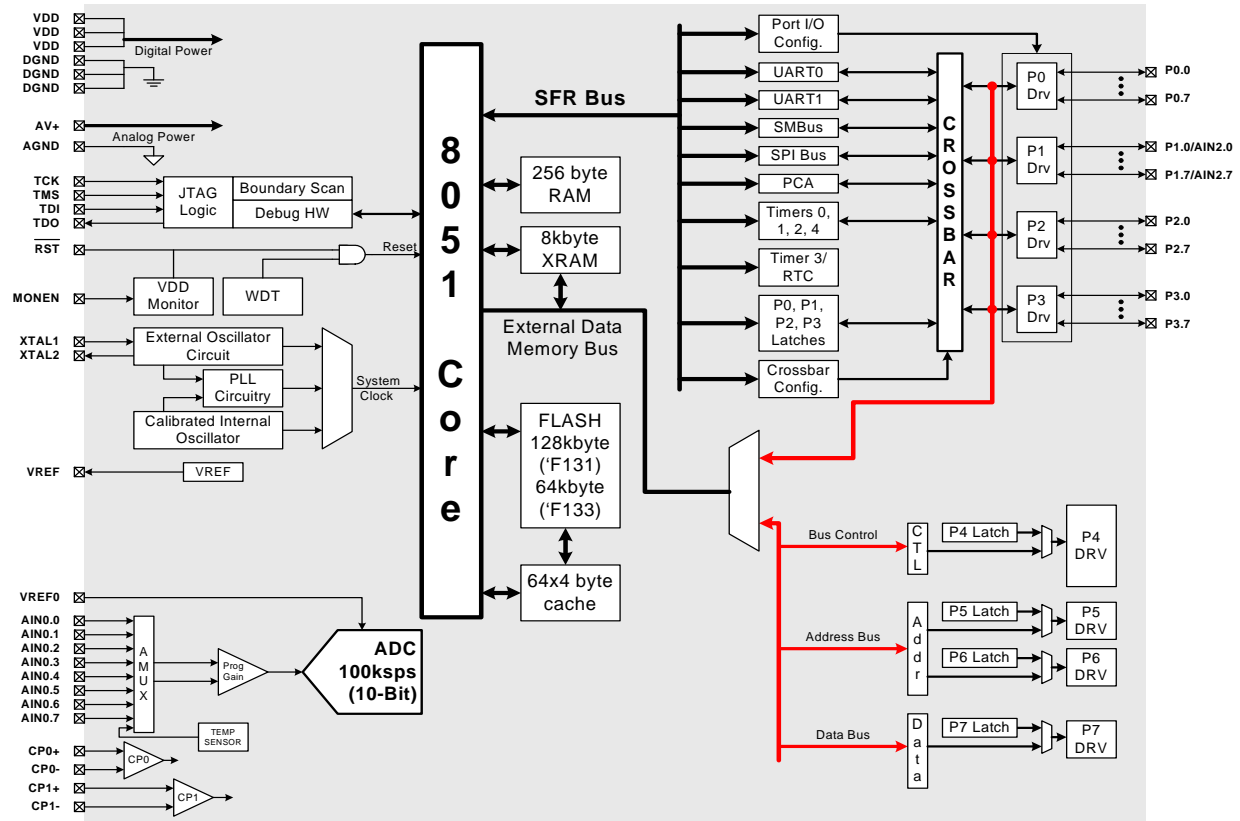 VDD
VDD
VDD
DGND
DGND
DGND
Digital Power
AV+
AGND
Analog Power
TCK
TMS
TDI
TDO
JTAG
Logic
Boundary Scan
Debug HW
RST
Reset
MONEN
VDD
Monitor
WDT
XTAL1
XTAL2
External Oscillator
Circuit
PLL
Circuitry
Calibrated Internal
Oscillator
System
Clock
VREF
VREF
VREF0
AIN0.0
AIN0.1
AIN0.2
AIN0.3
AIN0.4
AIN0.5
AIN0.6
AIN0.7
AMUX
Prog
Gain
ADC
100ksps
(10-Bit)
TEMP
SENSOR
CP0+
CP0-
CP0
CP1+
CP1-
CP1
8051 Core
SFR Bus
256 byte
RAM
8kbyte
XRAM
External Data
Memory Bus
FLASH
128kbyte
('F131)
64kbyte
('F133)
64x4 byte
cache
Port I/O
Config.
UART0
UART1
SMBus
SPI Bus
PCA
Timers 0,
1, 2, 4
Timer 3/
RTC
P0, P1,
P2, P3
Latches
Crossbar
Config.
CROSSBAR
P0
Drv
P1
Drv
P2
Drv
P3
Drv
P0.0
P0.7
P1.0/AIN2.0
P1.7/AIN2.7
P2.0
P2.7
P3.0
P3.7
Bus Control
CTL
P4 Latch
P4
DRV
Address Bus
Addr
P5 Latch
P5
DRV
P6 Latch
P6
DRV
Data Bus
Data
P7 Latch
P7
DRV